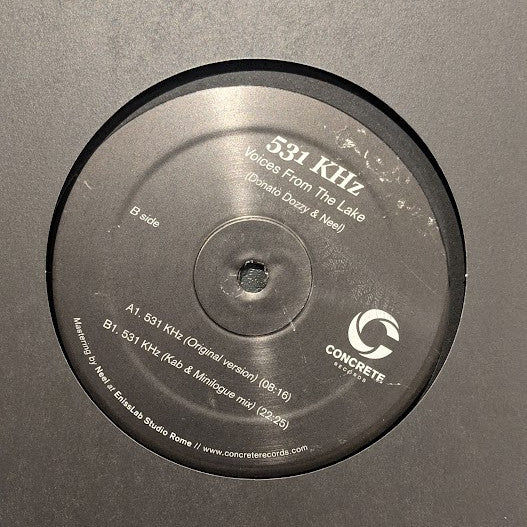 531 KHz
Voices From The Lake
(Donato Dozzy & Neel)
B side
A1. 531 KHz (Original version) (08:16)
B1. 531 KHz (Kab & Minilogue mix) (22:25)
CONCRETE
RECORDS
Mastering by Neel at EnissLab Studio Rome // www.concreterecords.com